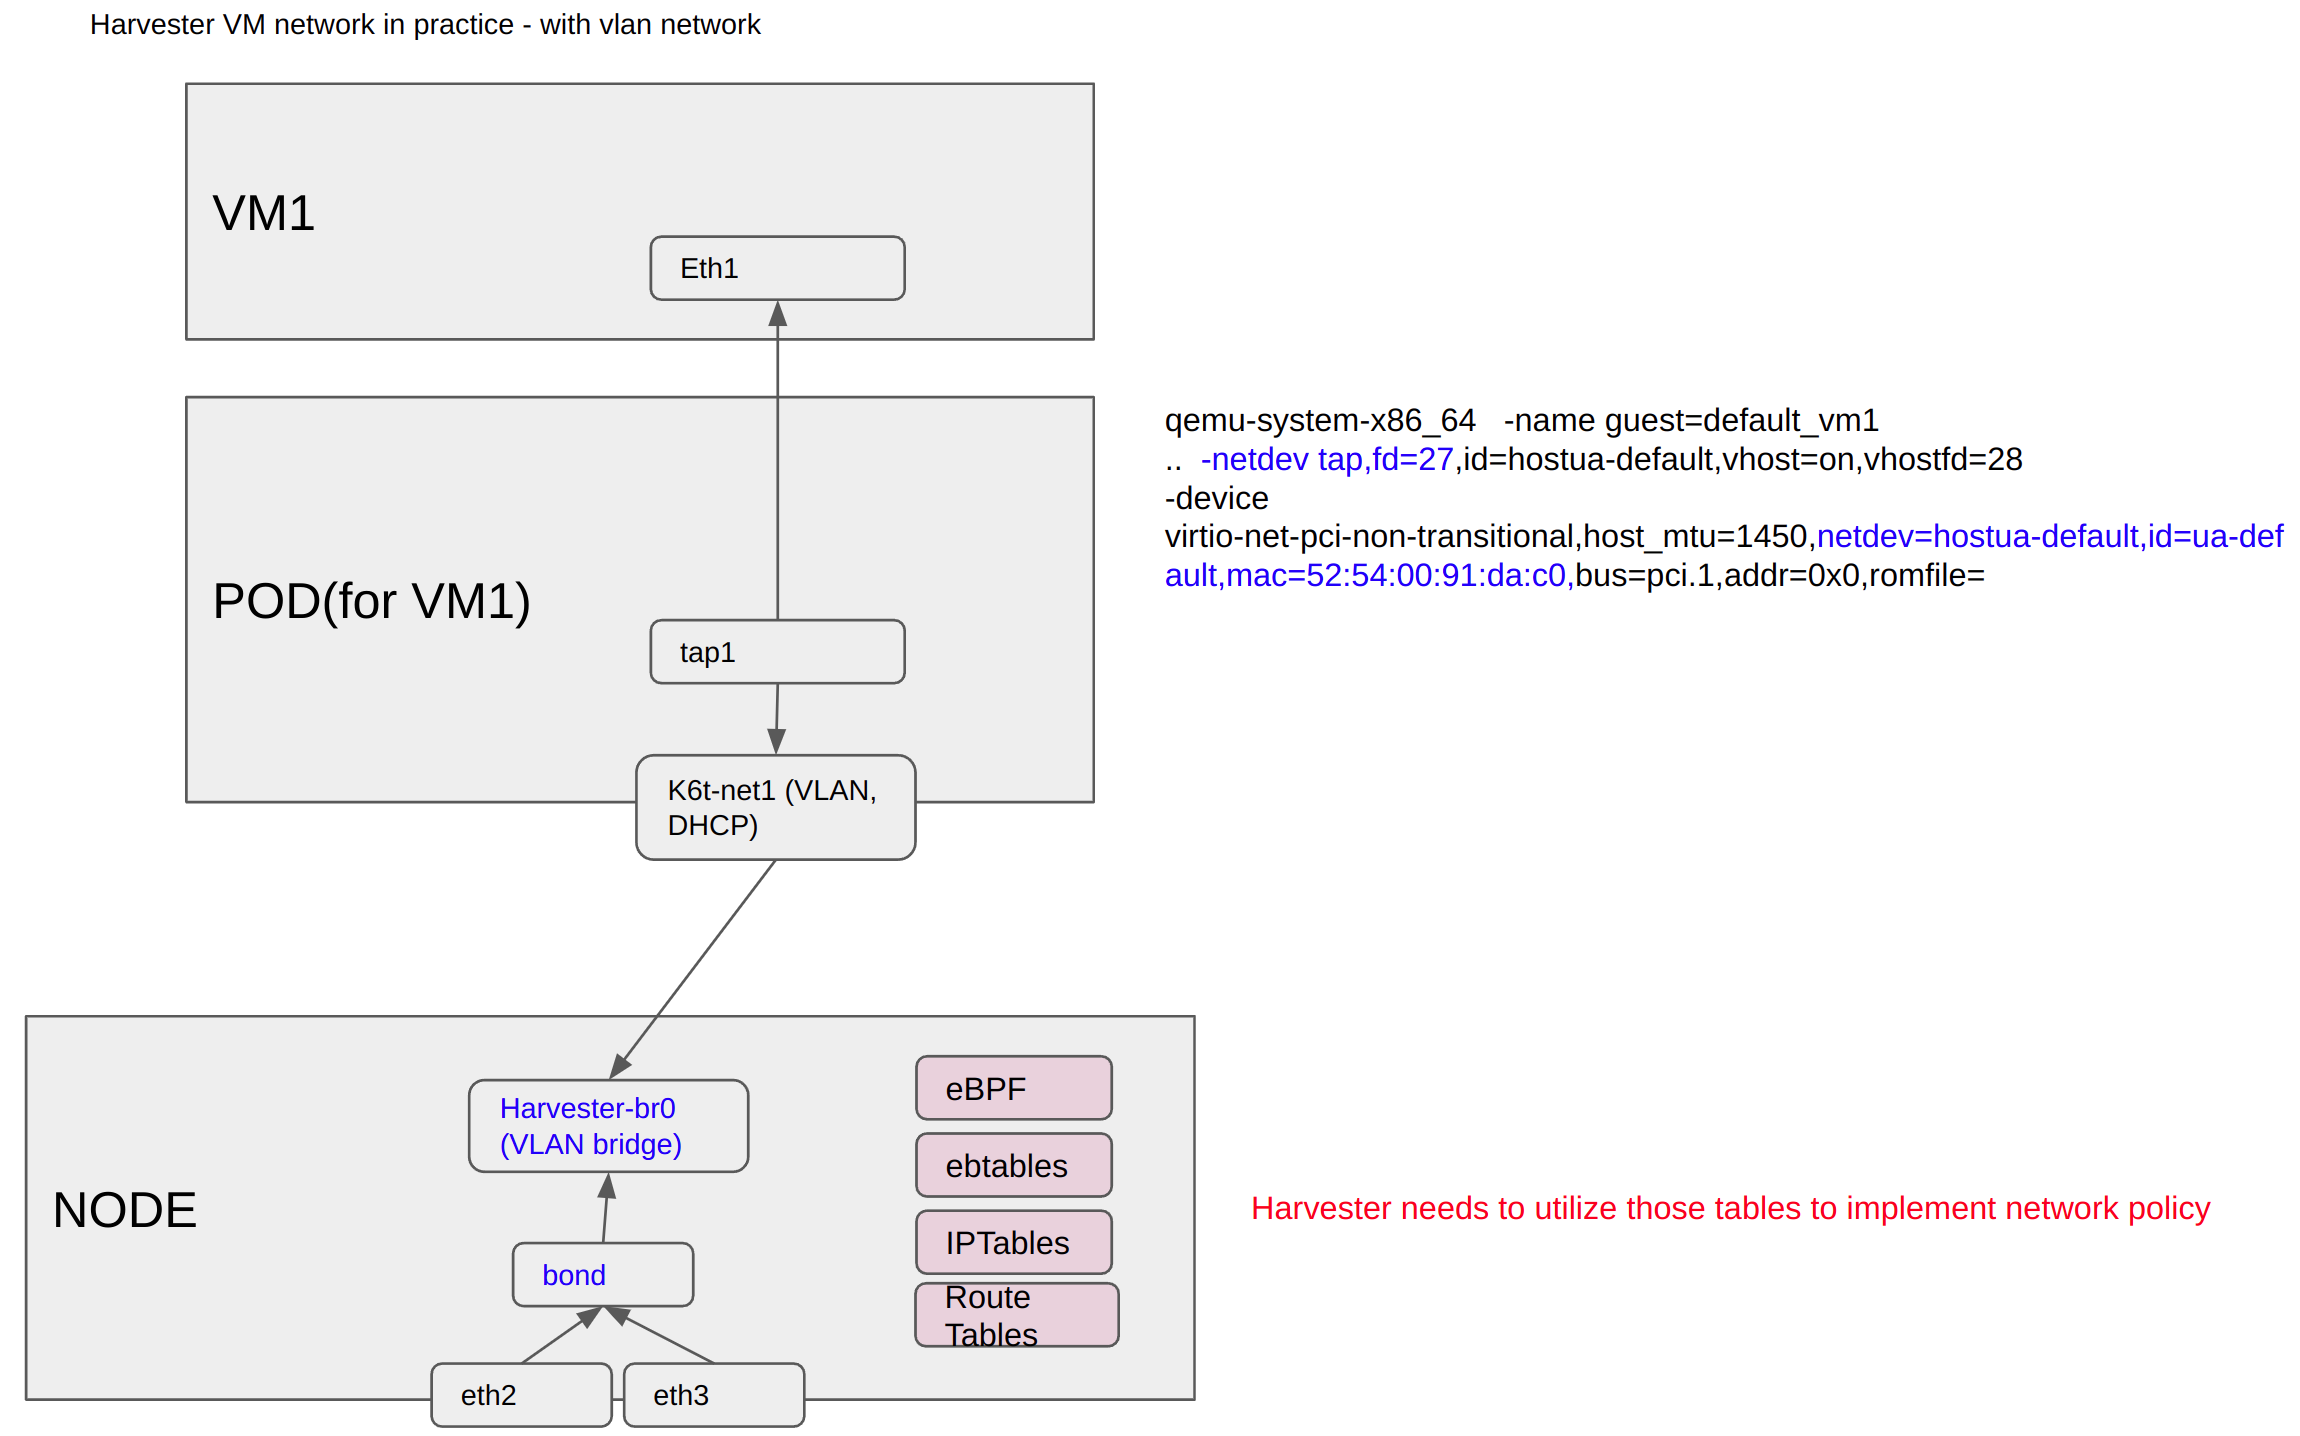 Harvester VM network in practice - with vlan network
VM1
Eth1
qemu-system-x86_64   -name guest=default_vm1
..  -netdev tap,fd=27,id=hostua-default,vhost=on,vhostfd=28
-device
virtio-net-pci-non-transitional,host_mtu=1450,netdev=hostua-default,id=ua-def
ault,mac=52:54:00:91:da:c0,bus=pci.1,addr=0x0,romfile=
POD(for VM1)
tap1
K6t-net1 (VLAN,
DHCP)
eBPF
Harvester-br0
(VLAN bridge)
ebtables
NODE
Harvester needs to utilize those tables to implement network policy
IPTables
bond
Route
Tables
eth2
eth3